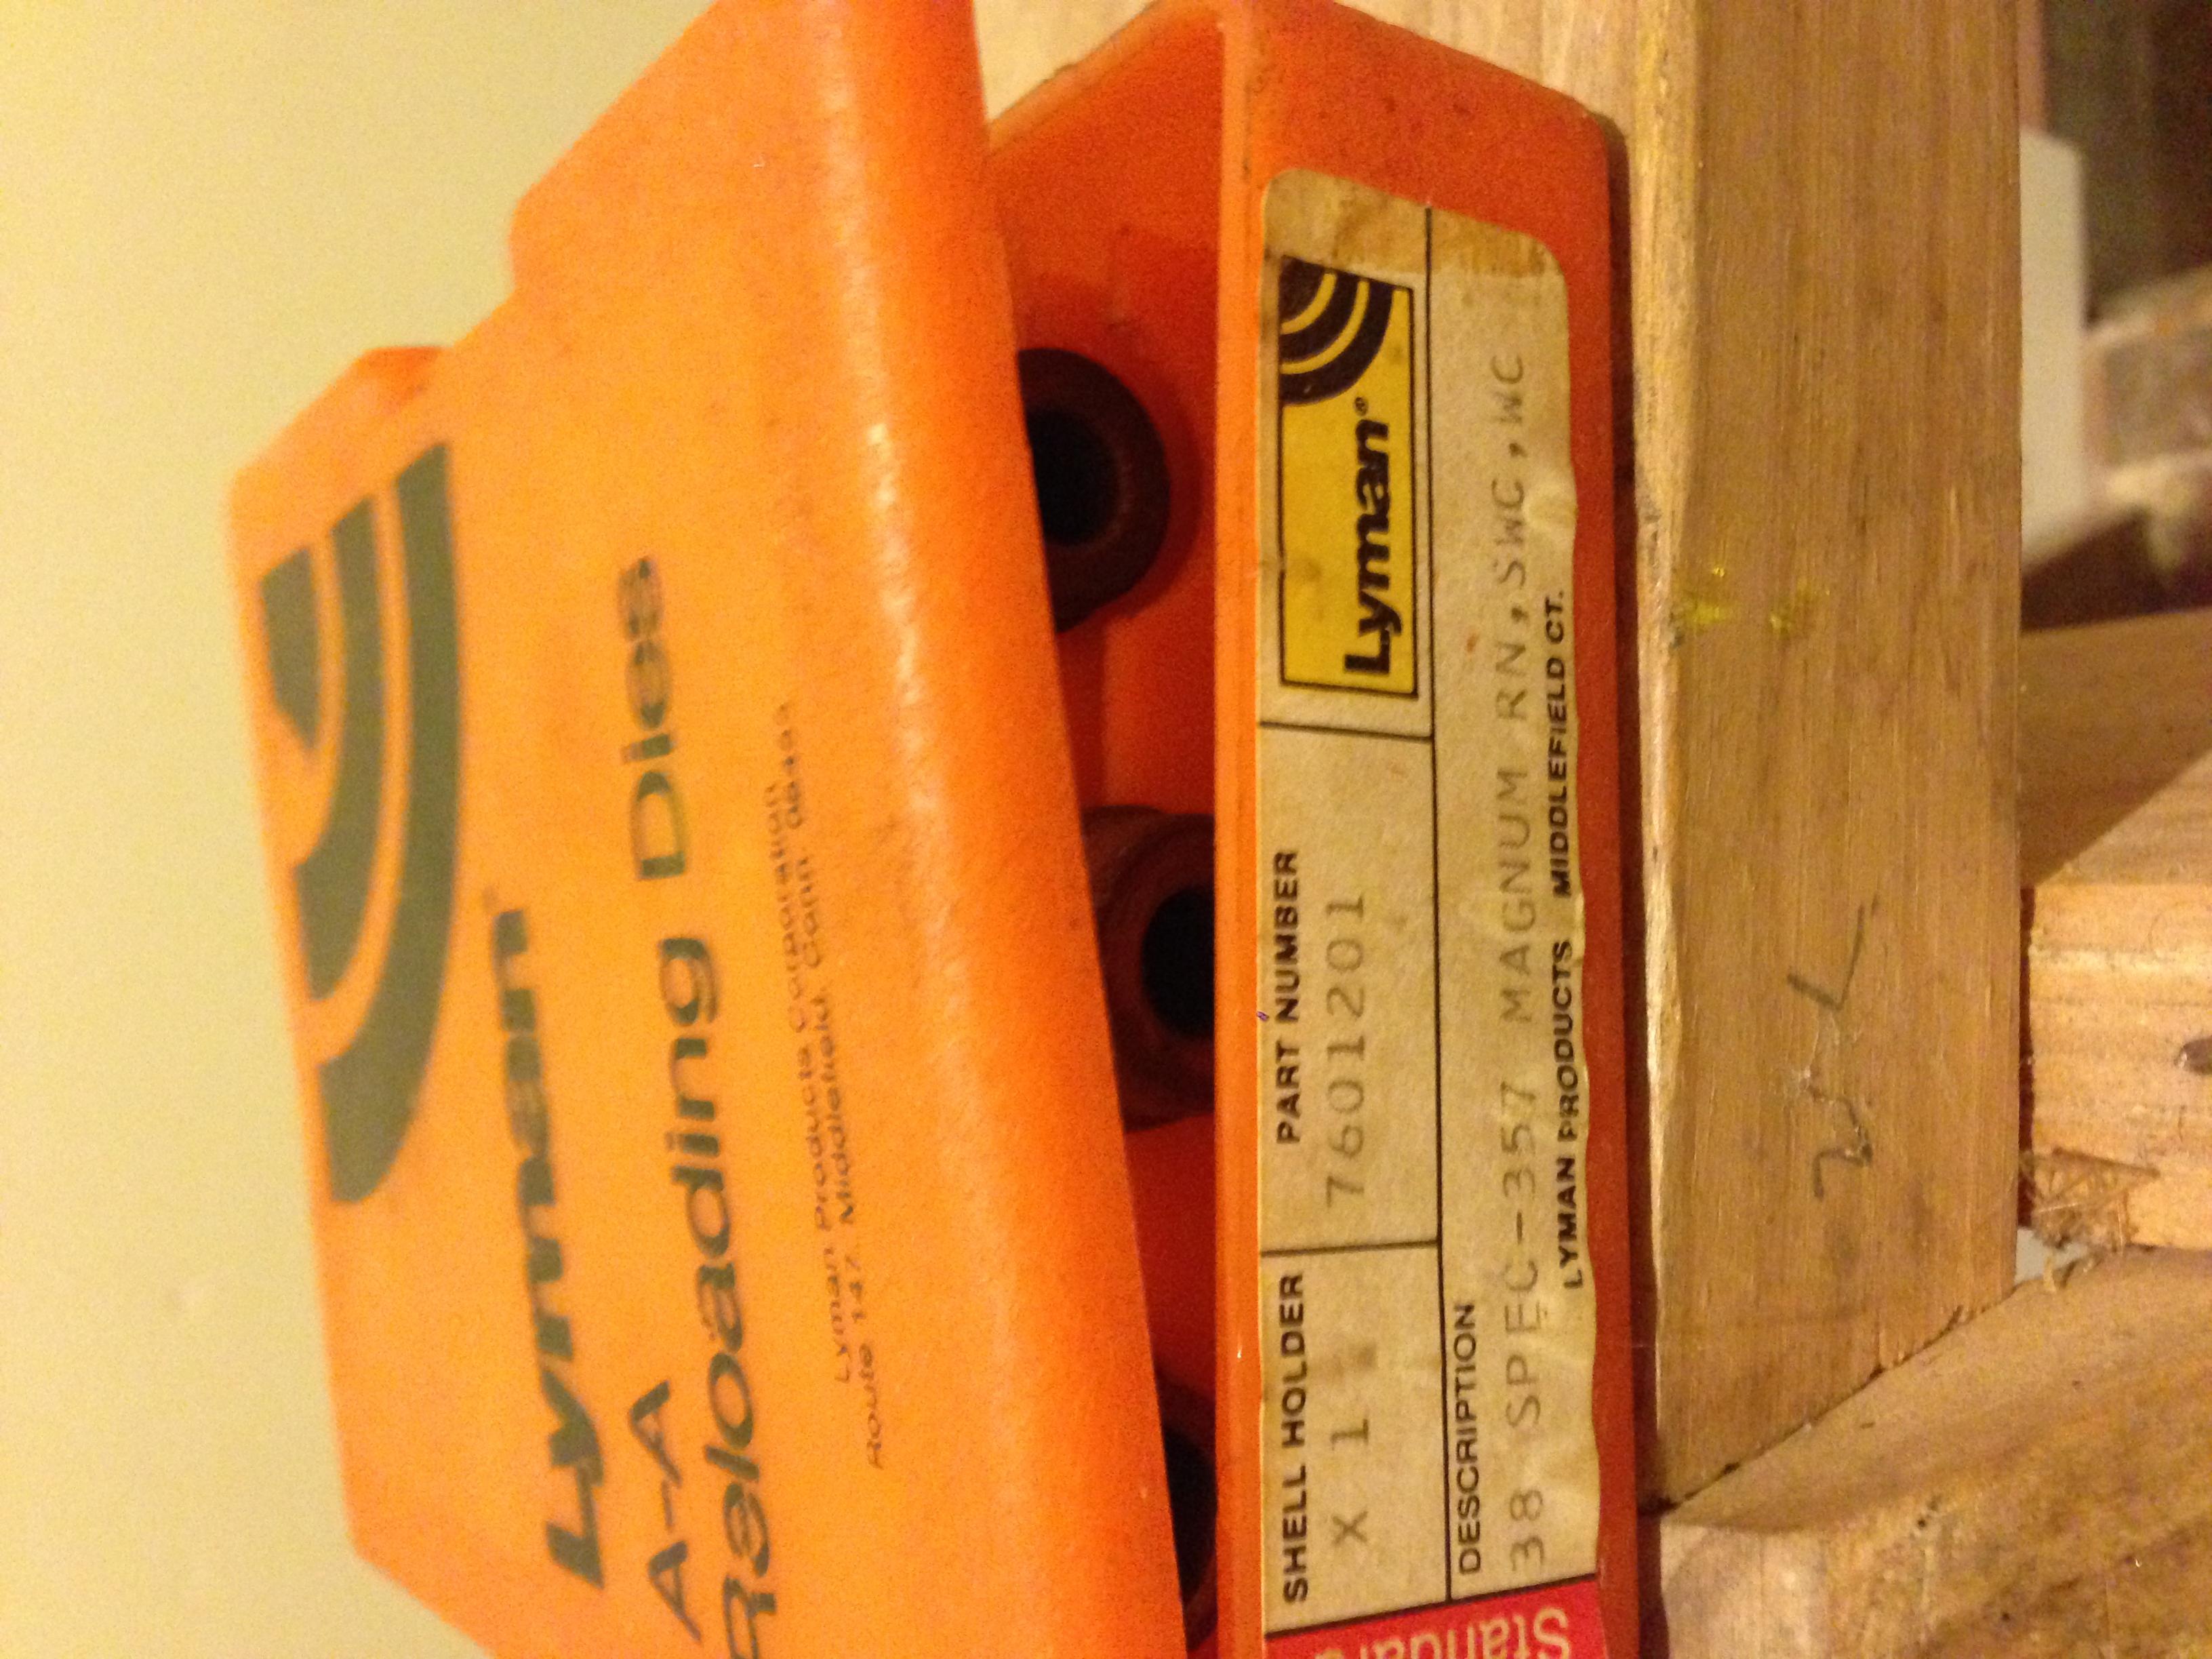 Lyman
A-A
Reloading Dies
Lyman Products Corporation
Route 147, Middlefield, Conn. 06455
SHELL HOLDER
X 1
PART NUMBER
7601201
Lyman®
DESCRIPTION
38 SPEC-357 MAGNUM RN,SWC,WC
LYMAN PRODUCTS MIDDLEFIELD CT.
Standard